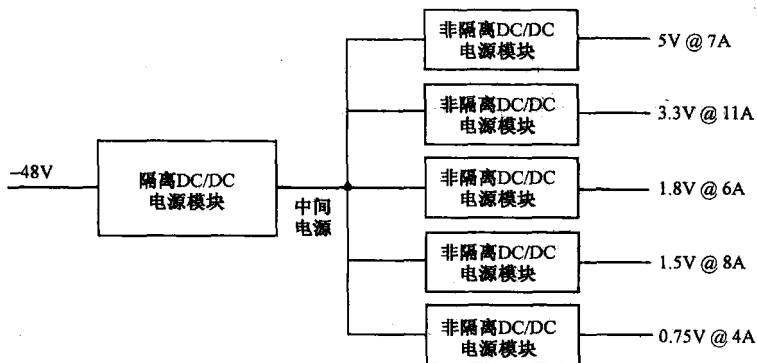 非隔离DC/DC
电源模块
5V @ 7A
非隔离DC/DC
电源模块
3.3V @ 11A
-48V
隔离DC/DC
电源模块
中间
电源
非隔离DC/DC
电源模块
1.8V @ 6A
非隔离DC/DC
电源模块
1.5V @ 8A
非隔离DC/DC
电源模块
0.75V @ 4A